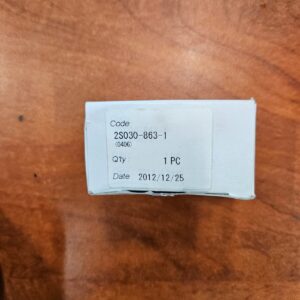 Code
2S030-863-1
(0406)
Qty 1 PC
Date 2012/12/25